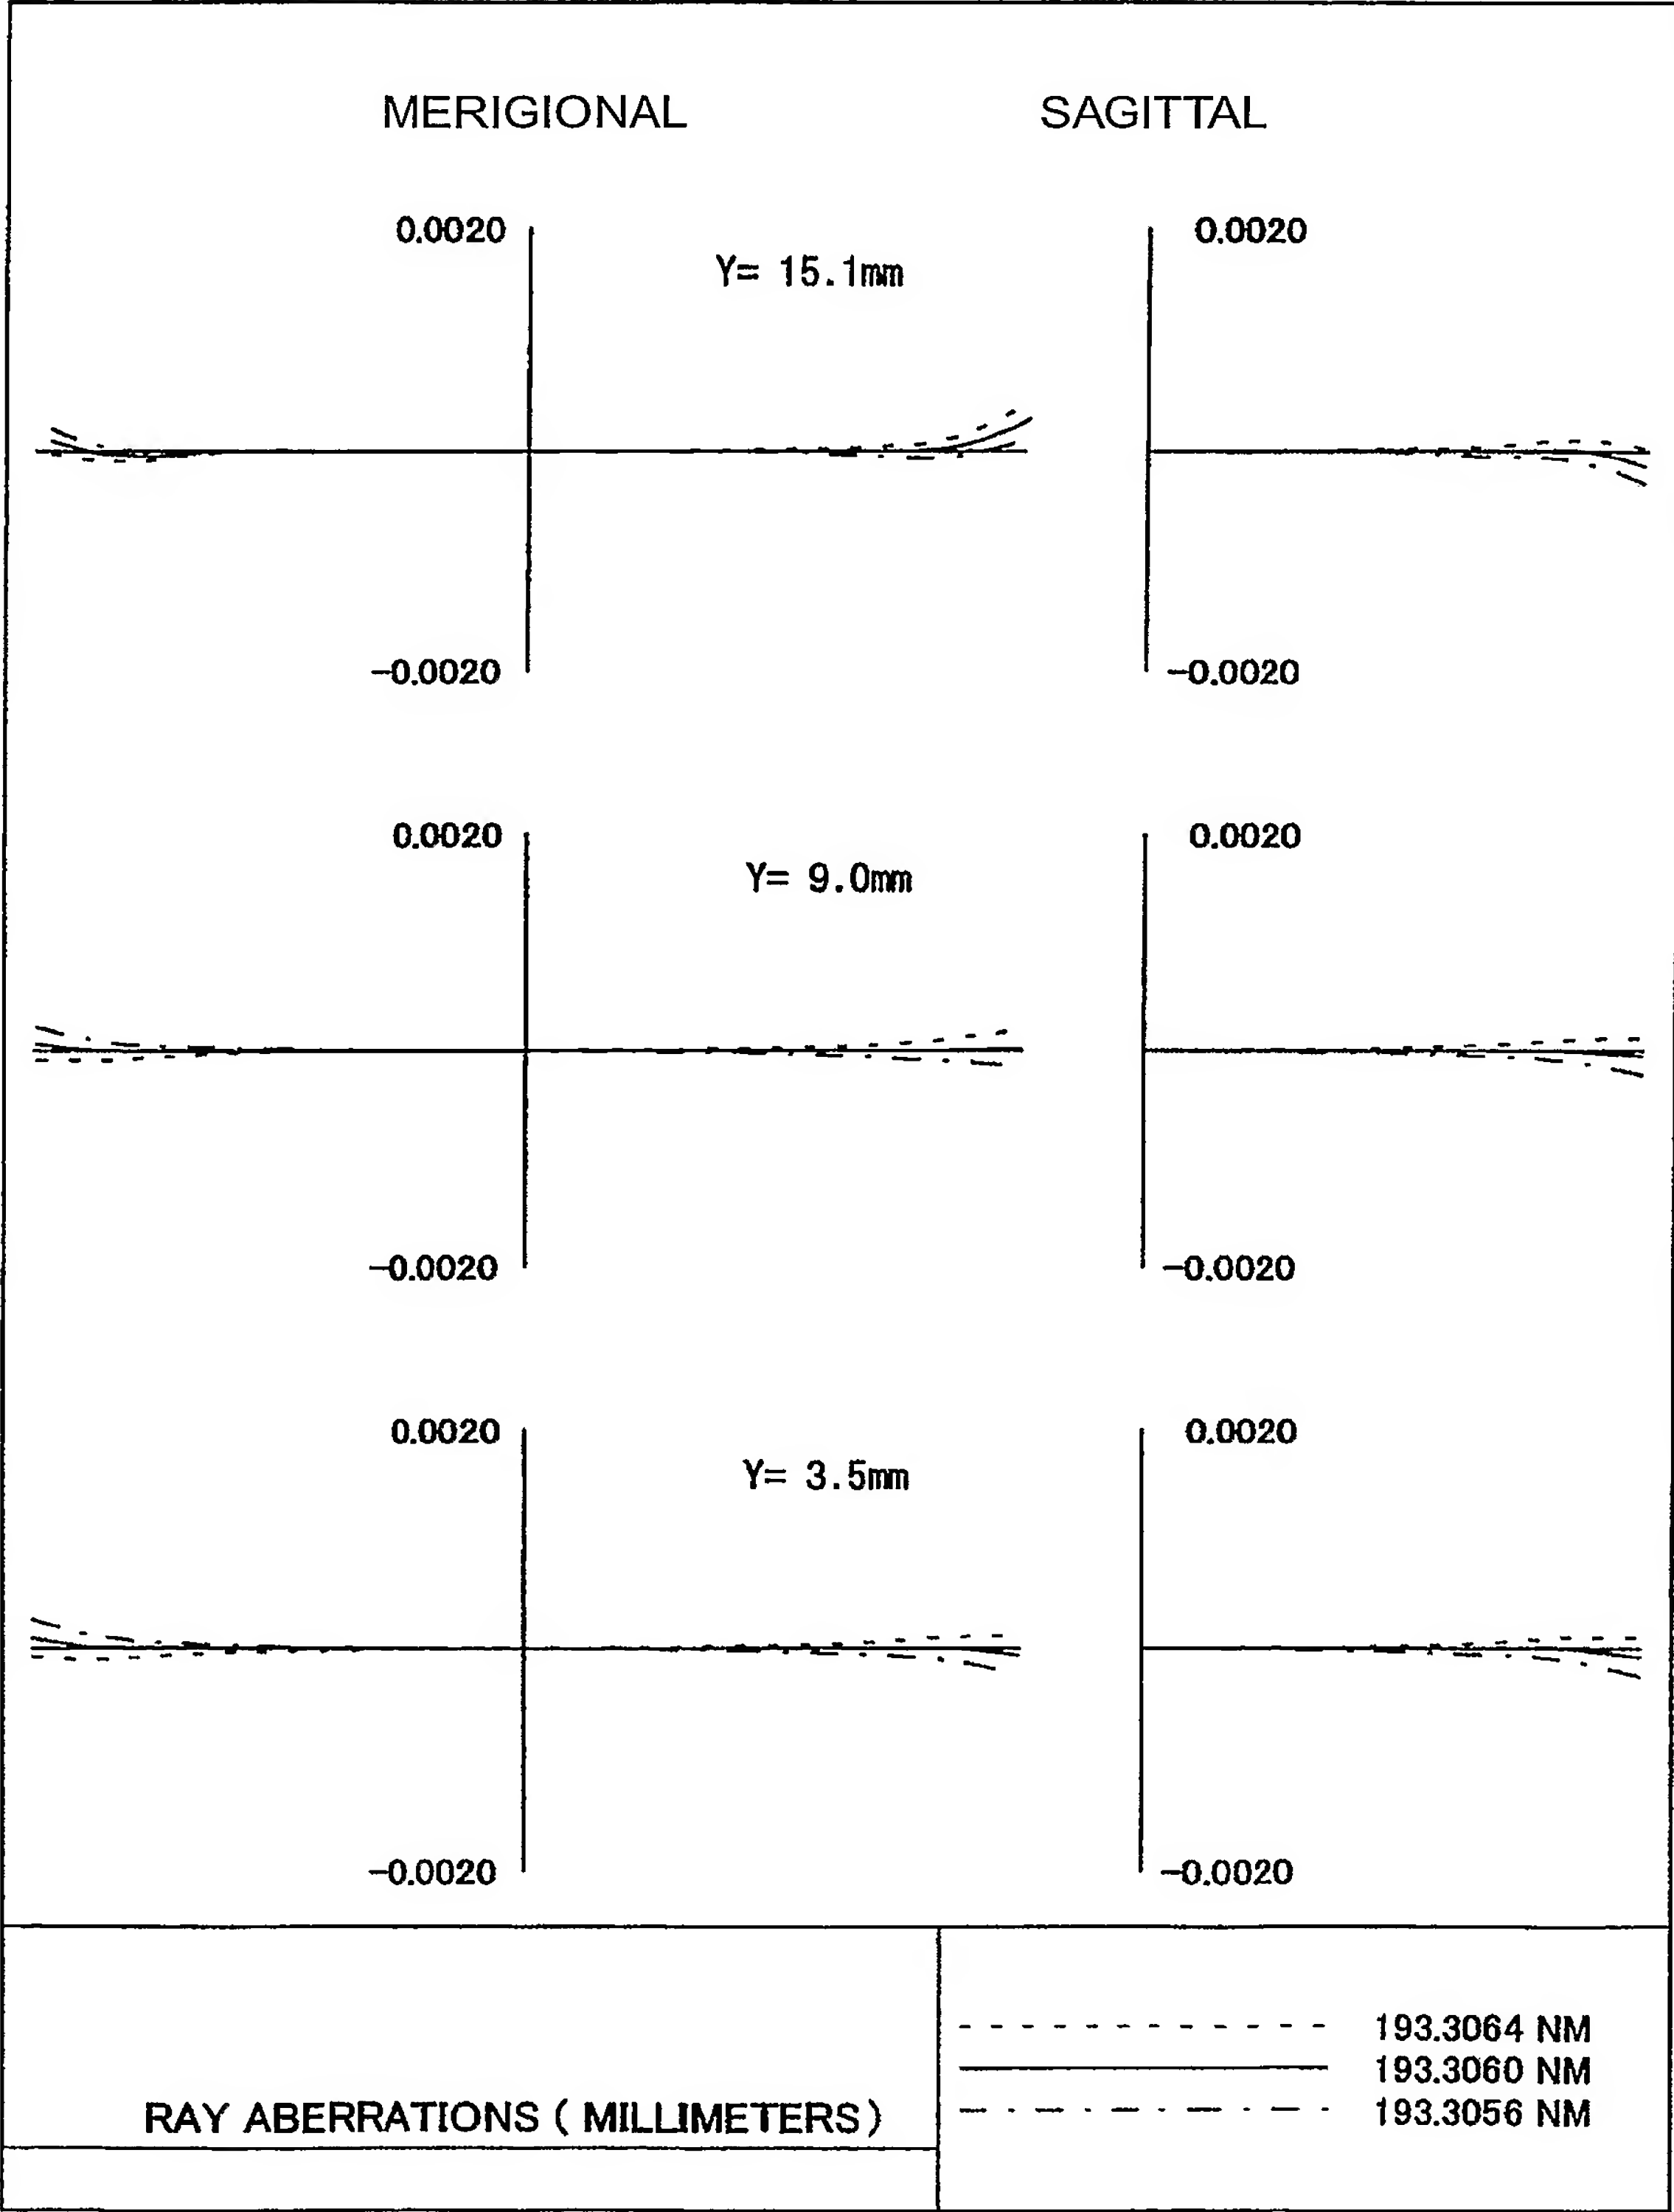 MERIGIONAL SAGITTAL
0.0020 0.0020
Y= 15.1mm
-0.0020 -0.0020
0.0020 0.0020
Y= 9.0mm
-0.0020 -0.0020
0.0020 0.0020
Y= 3.5mm
-0.0020 -0.0020
193.3064 NM
193.3060 NM
RAY ABERRATIONS ( MILLIMETERS) 193.3056 NM